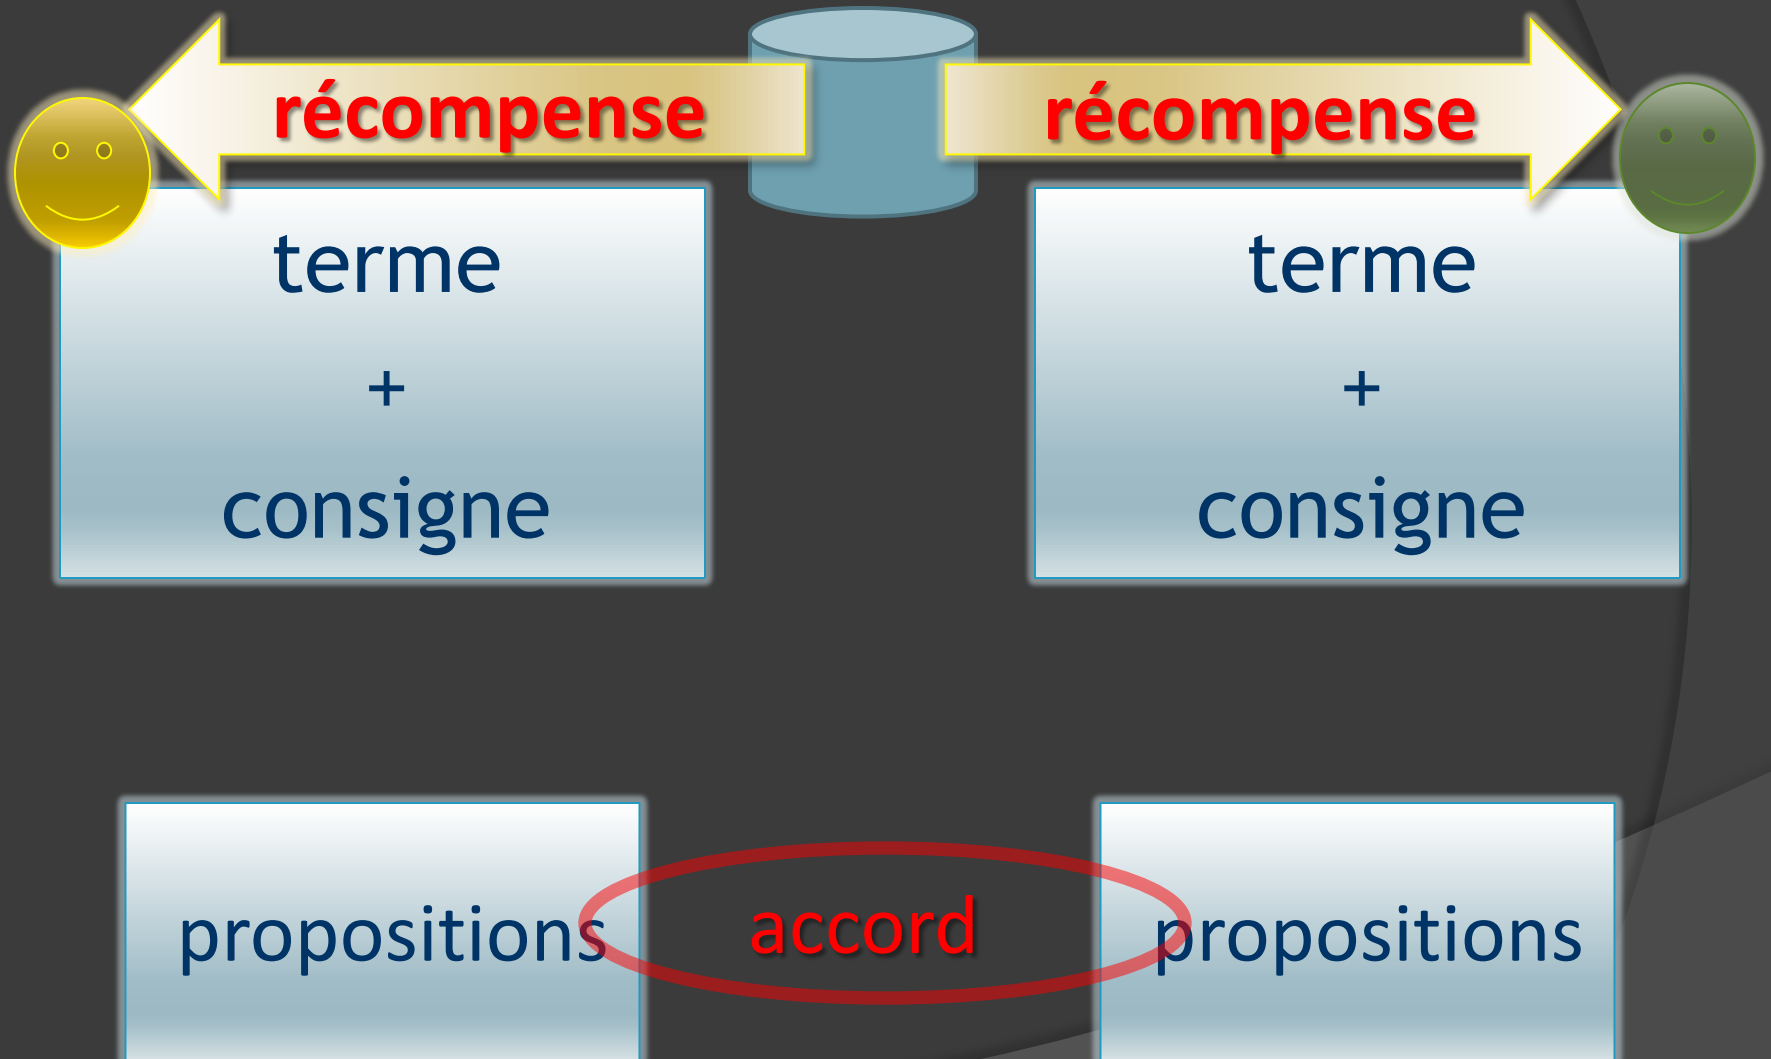 récompense
récompense
terme
+
consigne
terme
+
consigne
propositions
accord
propositions